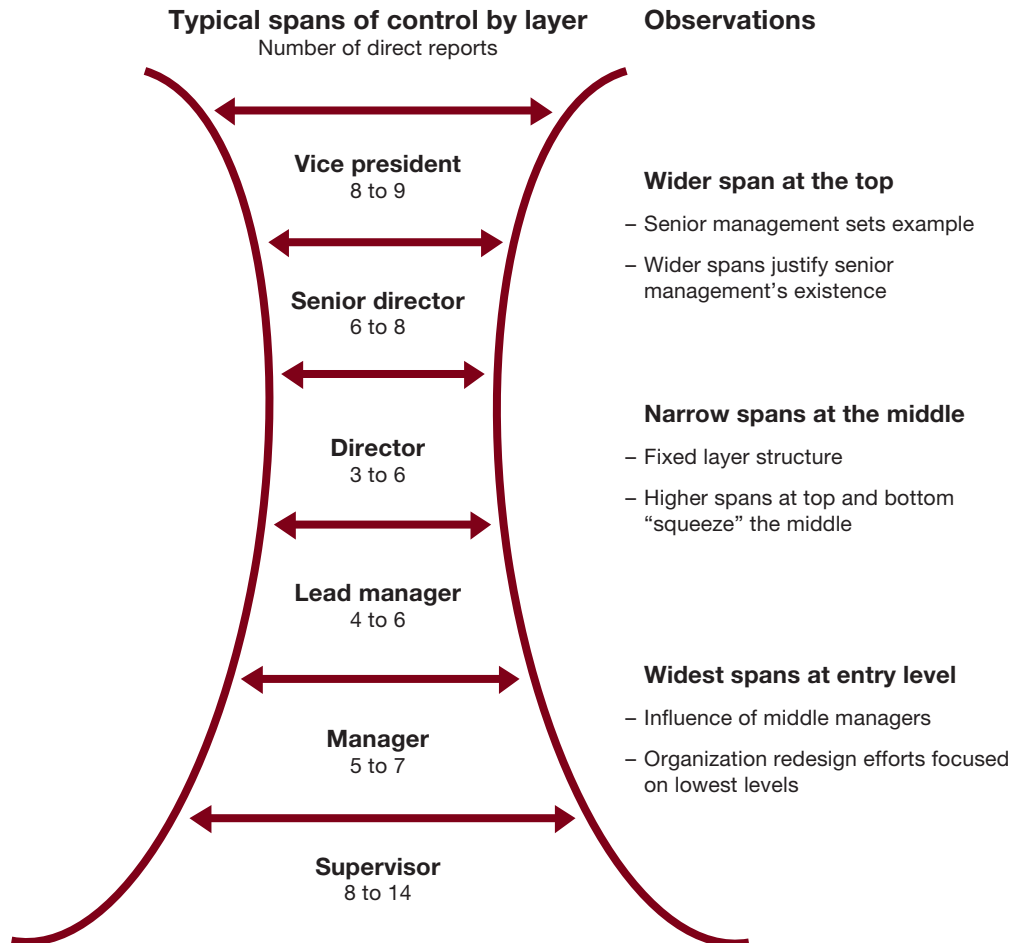 Typical spans of control by layer
Number of direct reports
Vice president
8 to 9
Senior director
6 to 8
Director
3 to 6
Lead manager
4 to 6
Manager
5 to 7
Supervisor
8 to 14
Observations
Wider span at the top
– Senior management sets example
– Wider spans justify senior
management’s existence
Narrow spans at the middle
– Fixed layer structure
– Higher spans at top and bottom
“squeeze” the middle
Widest spans at entry level
– Influence of middle managers
– Organization redesign efforts focused
on lowest levels